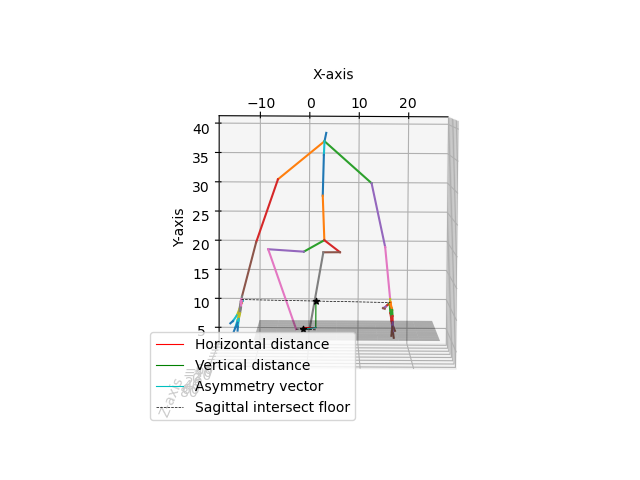 X-axis
−10 0 10 20
40
35
30
25
20
15
10
5
Y-axis
Z-axis
Horizontal distance
Vertical distance
Asymmetry vector
Sagittal intersect floor